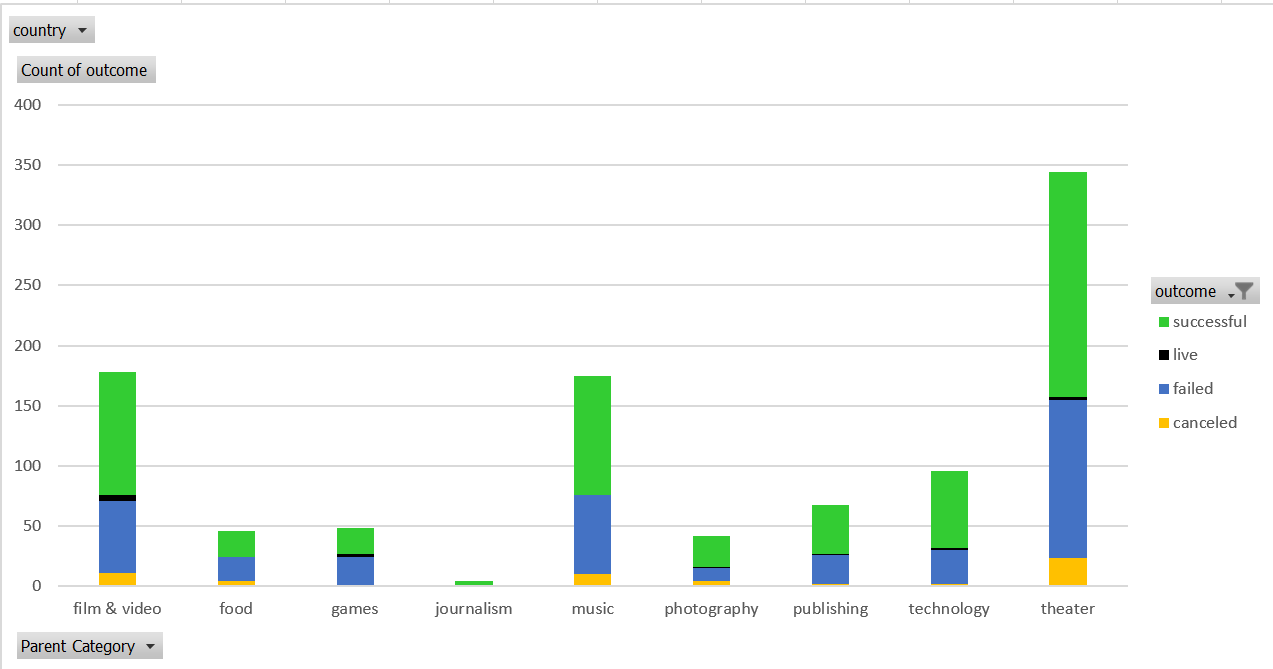 country
Count of outcome
400
350
300
250
200
150
100
50
0
film & video food games journalism music photography publishing technology theater
outcome
successful
live
failed
canceled
Parent Category